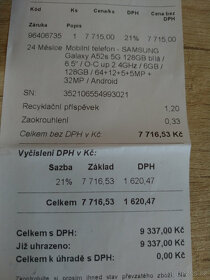 Kód Ks Cena/ks DPH Cena
Záruka Popis bez DPH
96406735 1 7 715,00 21% 7 715,00
24 Měsíce Mobilní telefon - SAMSUNG
Galaxy A52s 5G 128GB bílá /
6.5" / O-C up 2.4GHz / 6GB /
128GB / 64+12+5+5MP +
32MP / Android
SN: 3521065549930 21
Recyklační příspěvek 1,20
Zaokrouhlení 0,33
Celkem bez DPH v Kč: 7 716,53 Kč
Vyčíslení DPH v Kč:
Sazba Základ DPH
21% 7 716,53 1 620,47
Celkem 7 716,53 1 620,47
Celkem s DPH: 9 337,00 Kč
Již uhrazeno: 9 337,00 Kč
Celkem k úhradě s DPH: 0,00 Kč